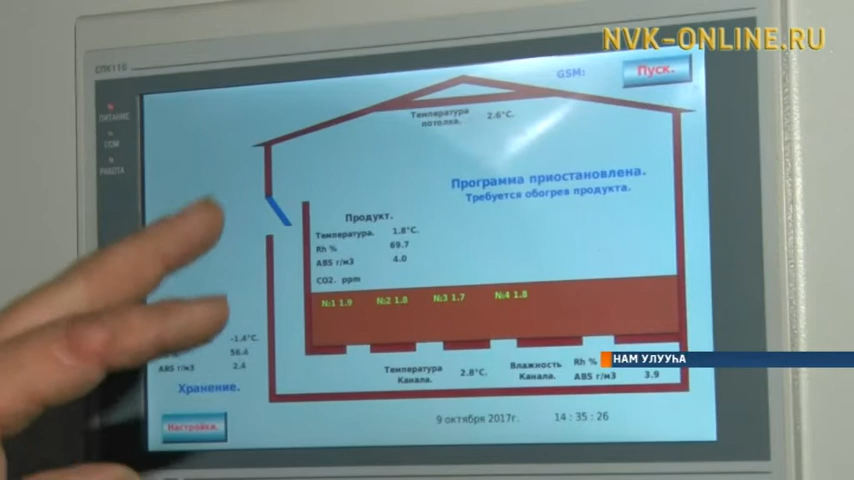 NVK-ONLINE.RU
СПК110
GSM:
Пуск.
ПИТАНИЕ
COM
РАБОТА
Температура
потолка.
2.6°C.
Программа приостановлена.
Требуется обогрев продукта.
Продукт.
Температура. 1.8°C.
Rh % 69.7
ABS г/м3 4.0
CO2. ppm
№1 1.9 №2 1.8 №3 1.7 №4 1.8
-1.4°C.
% 56.4
ABS г/м3 2.4
Температура
Канала.
2.8°C.
Влажность
Канала.
Rh %
ABS г/м3 3.9
НАМ УЛУУҺА
Хранение.
Настройка.
9 октября 2017г. 14 : 35 : 26